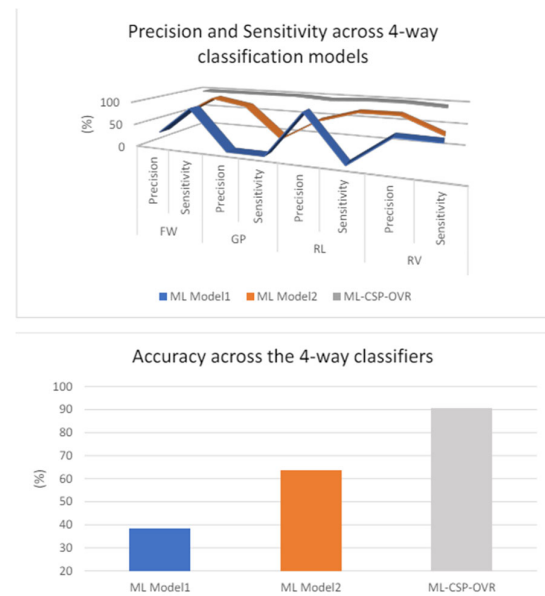 Precision and Sensitivity across 4-way
classification models
100
50
0
(%)
Precision
Sensitivity
Precision
Sensitivity
Precision
Sensitivity
Precision
Sensitivity
FW
GP
RL
RV
ML Model1 ML Model2 ML-CSP-OVR
Accuracy across the 4-way classifiers
100
90
80
70
60
50
40
30
20
(%)
ML Model1 ML Model2 ML-CSP-OVR